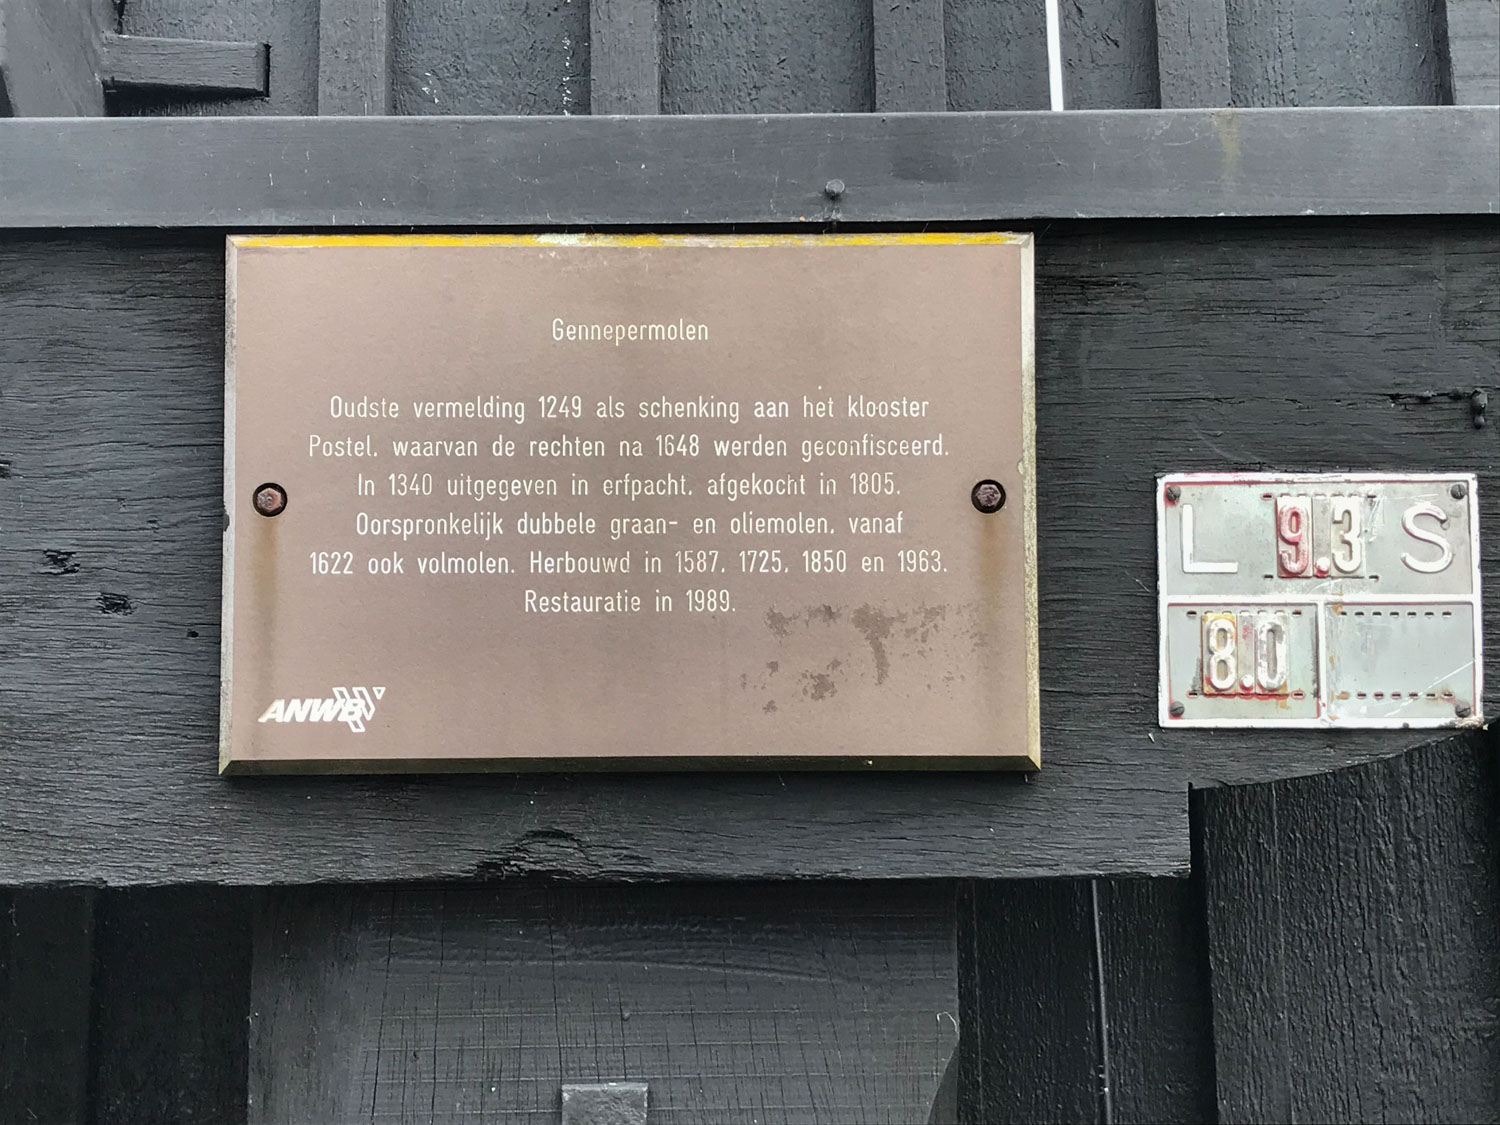 Gennepermolen
Oudste vermelding 1249 als schenking aan het klooster
Postel, waarvan de rechten na 1648 werden geconfisceerd.
In 1340 uitgegeven in erfpacht, afgekocht in 1805.
Oorspronkelijk dubbele graan- en oliemolen, vanaf
1622 ook volmolen. Herbouwd in 1587, 1725, 1850 en 1963.
Restauratie in 1989.
ANWB
L 9.3 S
8.0